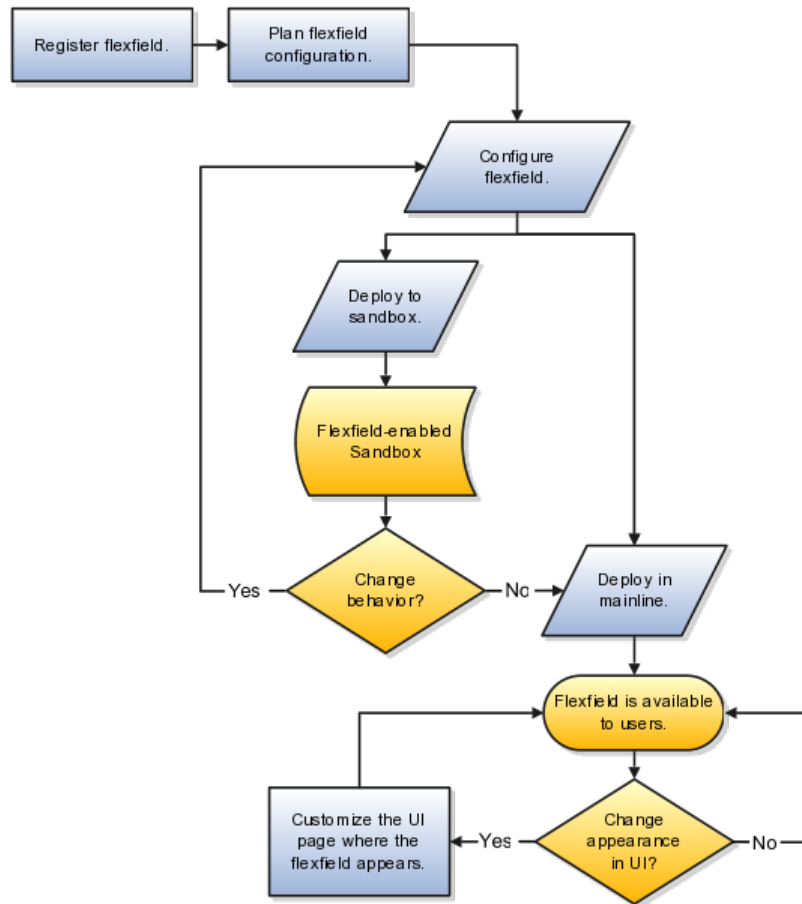 Register flexfield.
Plan flexfield
configuration.
Configure
flexfield.
Deploy to
sandbox.
Flexfield-enabled
Sandbox
Change
behavior?
Yes
No
Deploy in
mainline.
Flexfield is available
to users.
Customize the UI
page where the
flexfield appears.
Yes
Change
appearance
in UI?
No